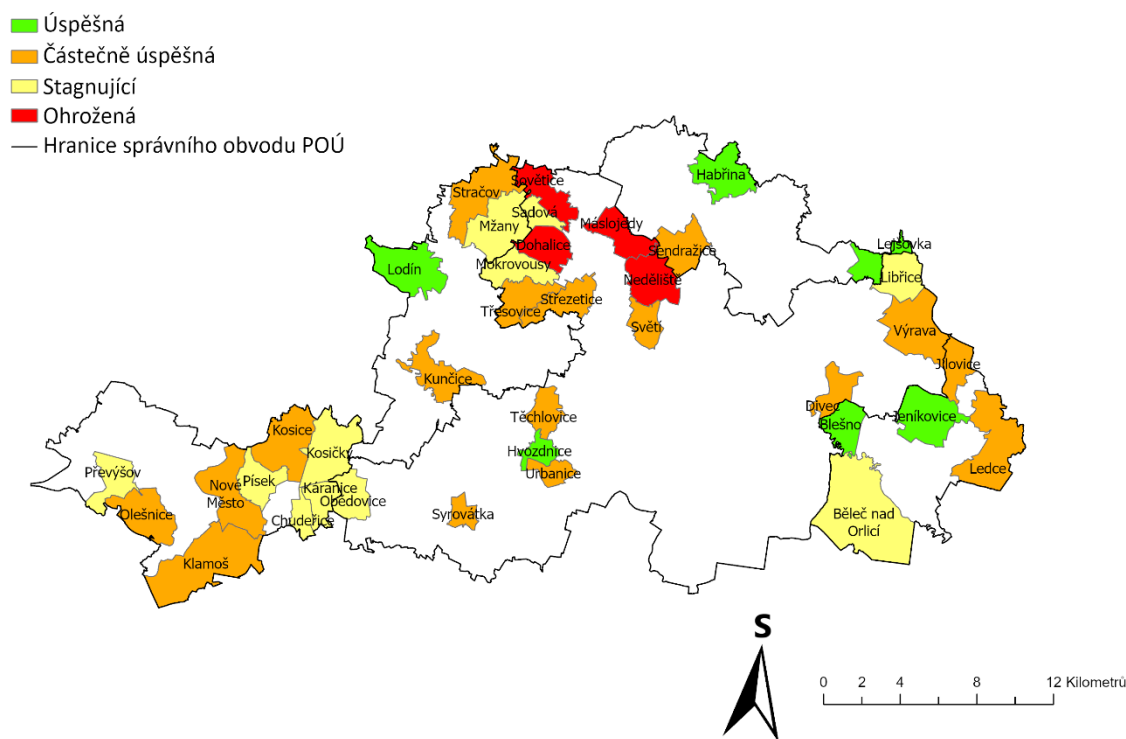 Úspěšná
Částečně úspěšná
Stagnující
Ohrožená
Hranice správního obvodu POÚ
Habřina
Sovětice
Stračov
Sadová
Mžany
Máslojedy
Dohalice
Sendražice
Lejšovka
Lodín
Mokrovousy
Libřice
Neděliště
Střezetice
Třesovice
Světí
Výrava
Jílovice
Kunčice
Divec
Těchlovice
Blešno
Jeníkovice
Kosice
Hvozdnice
Kosičky
Urbanice
Ledce
Převýšov
Písek
Nové
Město
Káranice
Obědovice
Olešnice
Chudeřice
Syrovátka
Běleč nad
Orlicí
Klamoš
S
0 2 4 8 12 Kilometrů